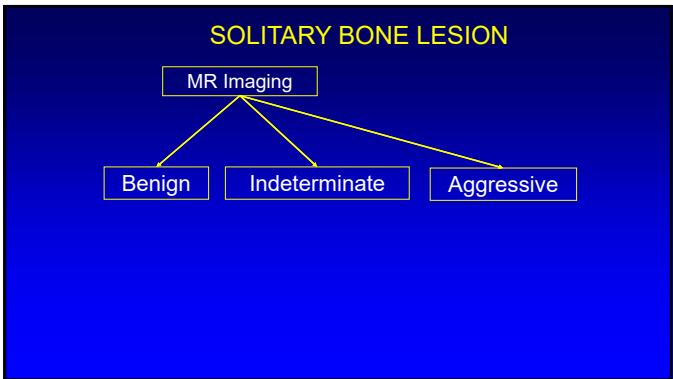 SOLITARY BONE LESION
MR Imaging
Benign
Indeterminate
Aggressive